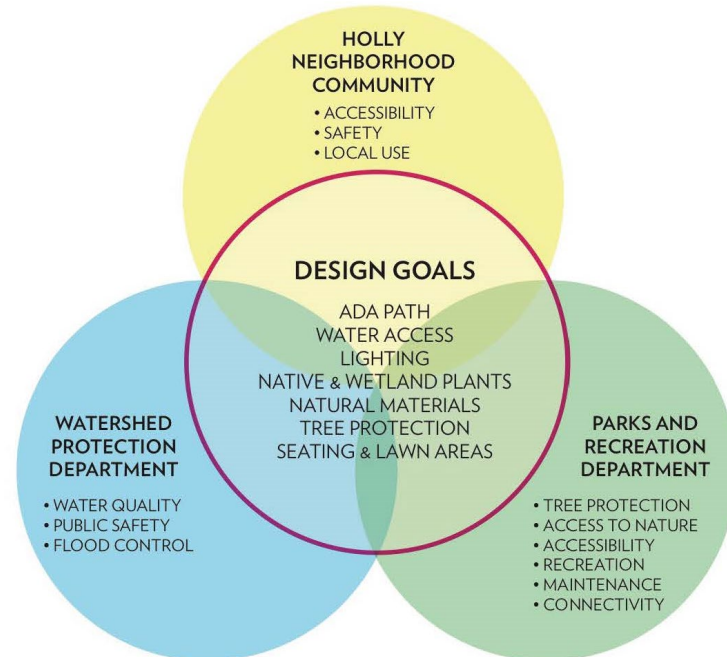 HOLLY
NEIGHBORHOOD
COMMUNITY
• ACCESSIBILITY
• SAFETY
• LOCAL USE
DESIGN GOALS
ADA PATH
WATER ACCESS
LIGHTING
NATIVE & WETLAND PLANTS
NATURAL MATERIALS
TREE PROTECTION
SEATING & LAWN AREAS
WATERSHED
PROTECTION
DEPARTMENT
• WATER QUALITY
• PUBLIC SAFETY
• FLOOD CONTROL
PARKS AND
RECREATION
DEPARTMENT
• TREE PROTECTION
• ACCESS TO NATURE
• ACCESSIBILITY
• RECREATION
• MAINTENANCE
• CONNECTIVITY